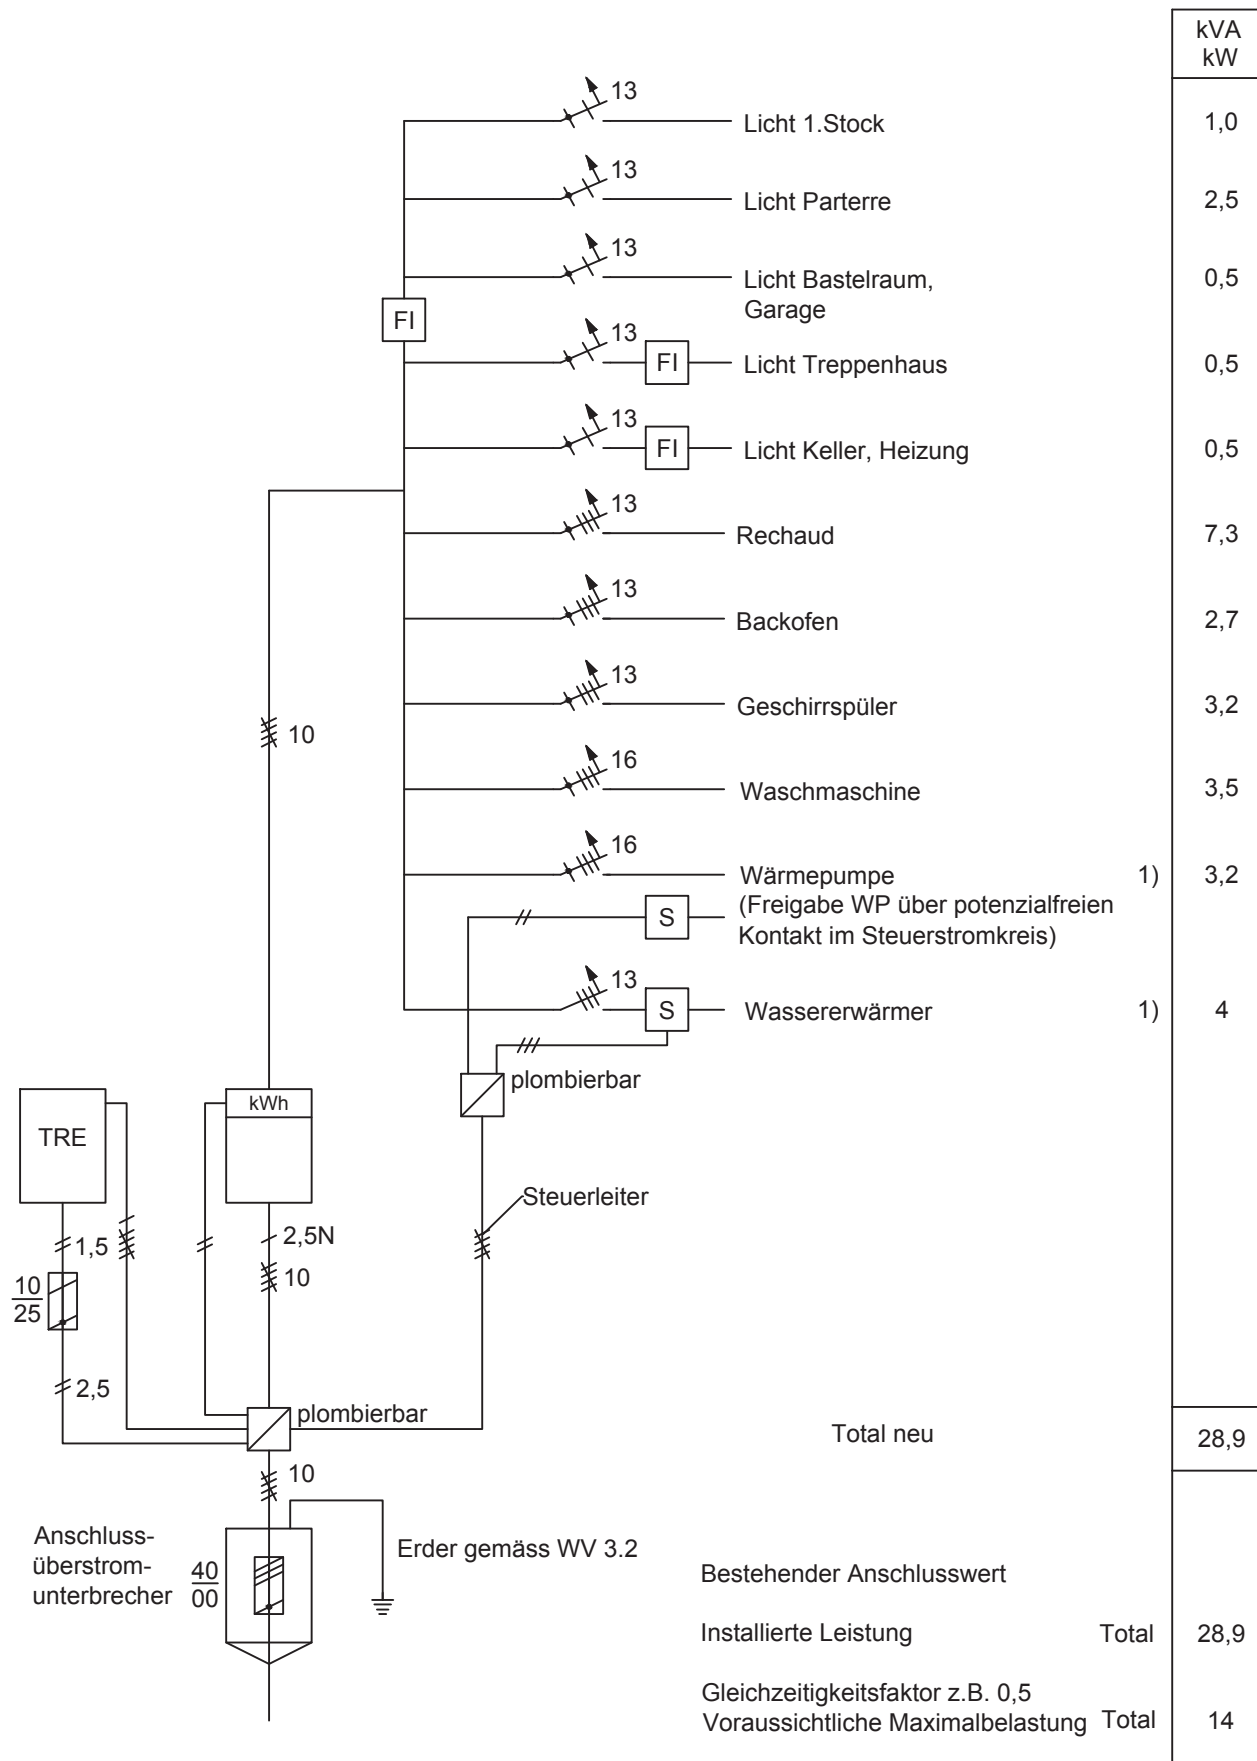 kVA
kW
13
Licht 1.Stock
1,0
13
Licht Parterre
2,5
13
Licht Bastelraum,
Garage
0,5
FI
13
FI
Licht Treppenhaus
0,5
13
FI
Licht Keller, Heizung
0,5
13
Rechaud
7,3
13
Backofen
2,7
13
Geschirrspüler
3,2
10
16
Waschmaschine
3,5
16
Wärmepumpe 1)
3,2
S
(Freigabe WP über potenzialfreien
Kontakt im Steuerstromkreis)
13
S
Wassererwärmer 1)
4
plombierbar
TRE
kWh
Steuerleiter
1,5
2,5N
10
10
25
2,5
plombierbar
Total neu
28,9
10
Anschluss-
überstrom-
unterbrecher
40
00
Erder gemäss WV 3.2
Bestehender Anschlusswert
Installierte Leistung Total 28,9
Gleichzeitigkeitsfaktor z.B. 0,5
Voraussichtliche Maximalbelastung Total 14